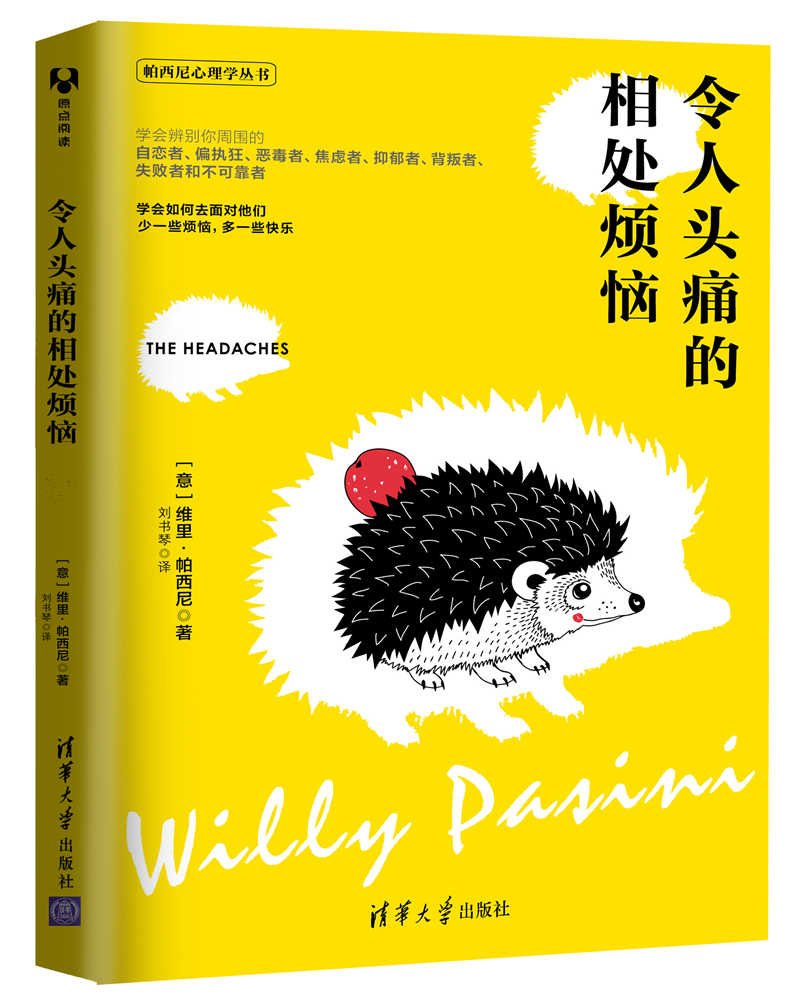 帕西尼心理学丛书
学会辨别你周围的
自恋者、偏执狂、恶毒者、焦虑者、抑郁者、背叛者、
失败者和不可靠者
学会如何去面对他们
少一些烦恼，多一些快乐
令人头痛的
相处烦恼
THE HEADACHES
[意]维里·帕西尼◎著
刘书琴◎译
Willy Pasini
清华大学出版社
原点阅读
令人头痛的相处烦恼
[意]维里·帕西尼◎著
刘书琴◎译
清华大学出版社